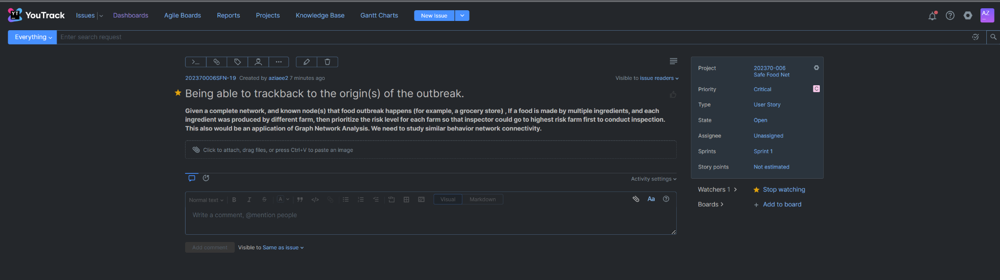 YT YouTrack Issues Dashboards Agile Boards Reports Projects Knowledge Base Gantt Charts New Issue AZ
Everything Enter search request
202370006SFN-19 Created by aziaee2 7 minutes ago Visible to issue readers
Being able to trackback to the origin(s) of the outbreak.
Given a complete network, and known node(s) that food outbreak happens (for example, a grocery store) , If a food is made by multiple ingredients, and each
ingredient was produced by different farm, then prioritize the risk level for each farm so that inspector could go to highest risk farm first to conduct inspection.
This also would be an application of Graph Network Analysis. We need to study similar behavior network connectivity.
Click to attach, drag files, or press Ctrl+V to paste an image
Activity settings
Normal text B I S A Visual Markdown Aa
Write a comment, @mention people
Add comment Visible to Same as issue
Project 202370-006
Safe Food Net
Priority Critical C
Type User Story
State Open
Assignee Unassigned
Sprints Sprint 1
Story points Not estimated
Watchers 1 Stop watching
Boards + Add to board